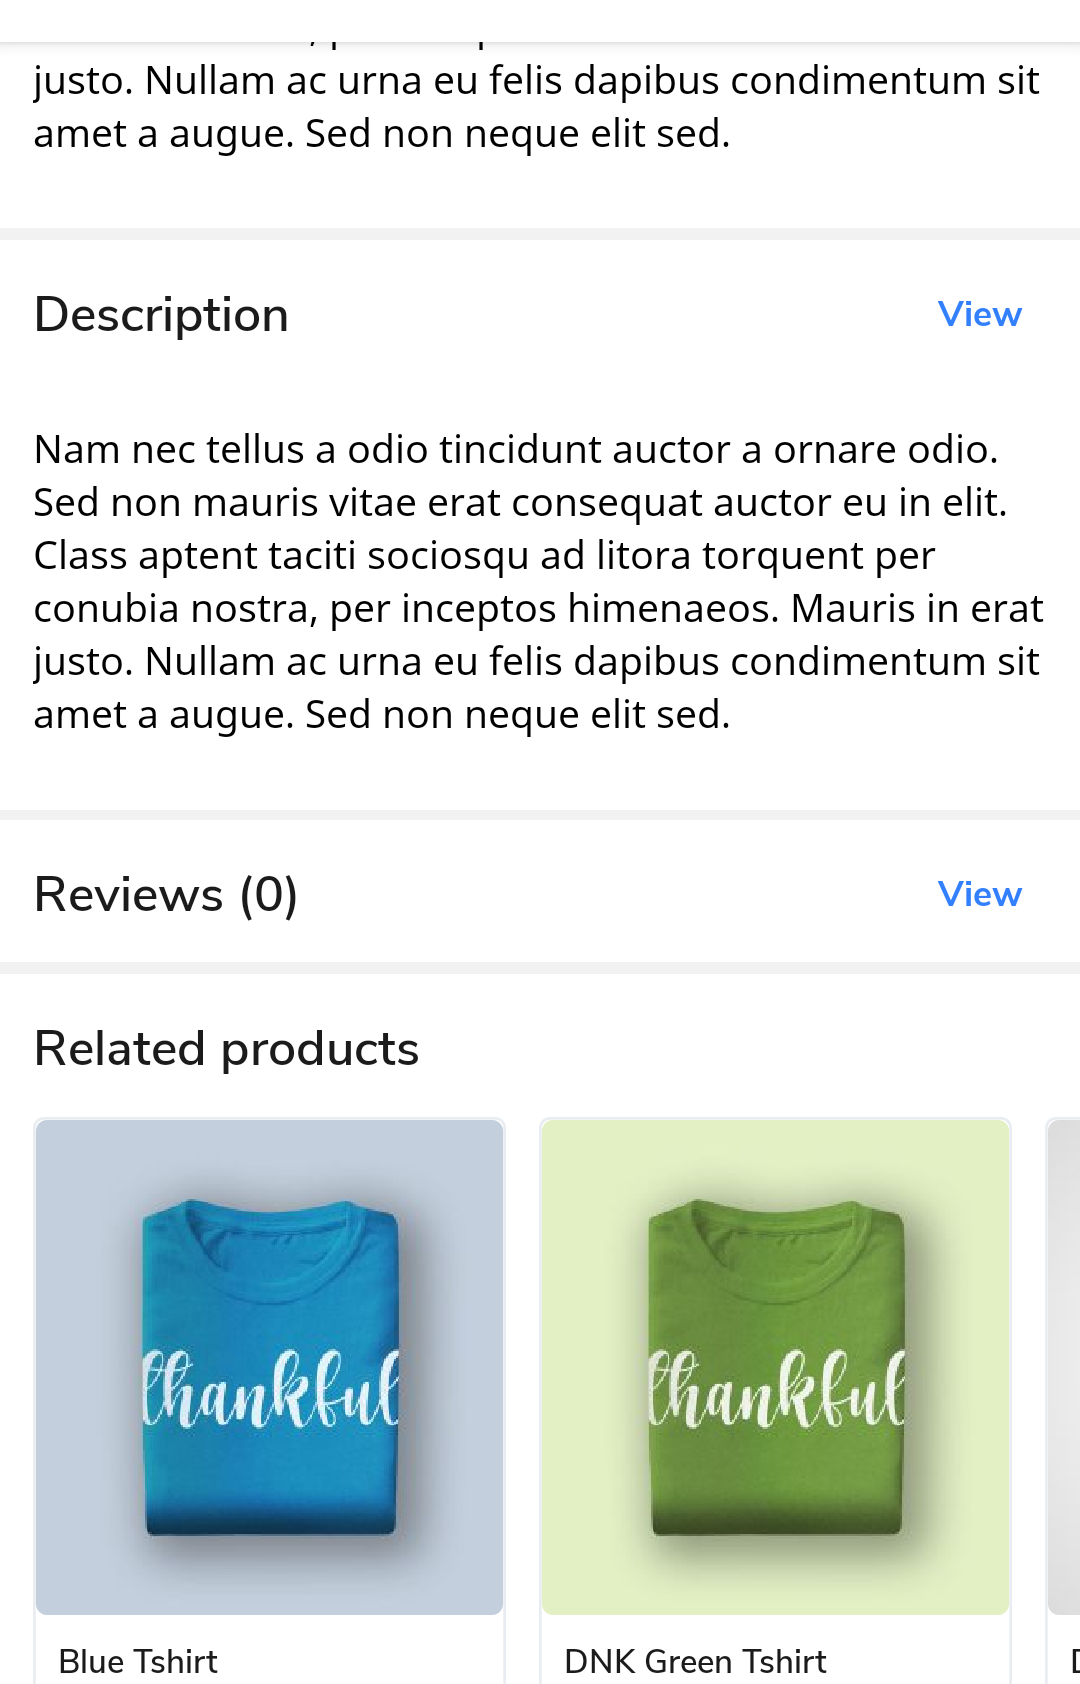 justo. Nullam ac urna eu felis dapibus condimentum sit
amet a augue. Sed non neque elit sed.
Description
View
Nam nec tellus a odio tincidunt auctor a ornare odio.
Sed non mauris vitae erat consequat auctor eu in elit.
Class aptent taciti sociosqu ad litora torquent per
conubia nostra, per inceptos himenaeos. Mauris in erat
justo. Nullam ac urna eu felis dapibus condimentum sit
amet a augue. Sed non neque elit sed.
Reviews (0)
View
Related products
thankful
thankful
Blue Tshirt
DNK Green Tshirt